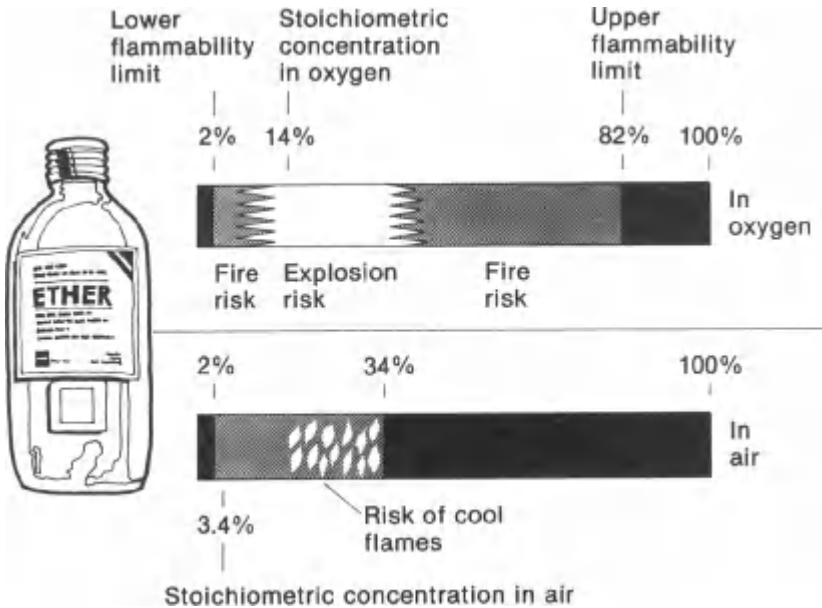 Lower
flammability
limit
Stoichiometric
concentration
in oxygen
Upper
flammability
limit
2%
14%
82%
100%
In
oxygen
Fire
risk
Explosion
risk
Fire
risk
ETHER
2%
34%
100%
In
air
3.4%
Risk of cool
flames
Stoichiometric concentration in air